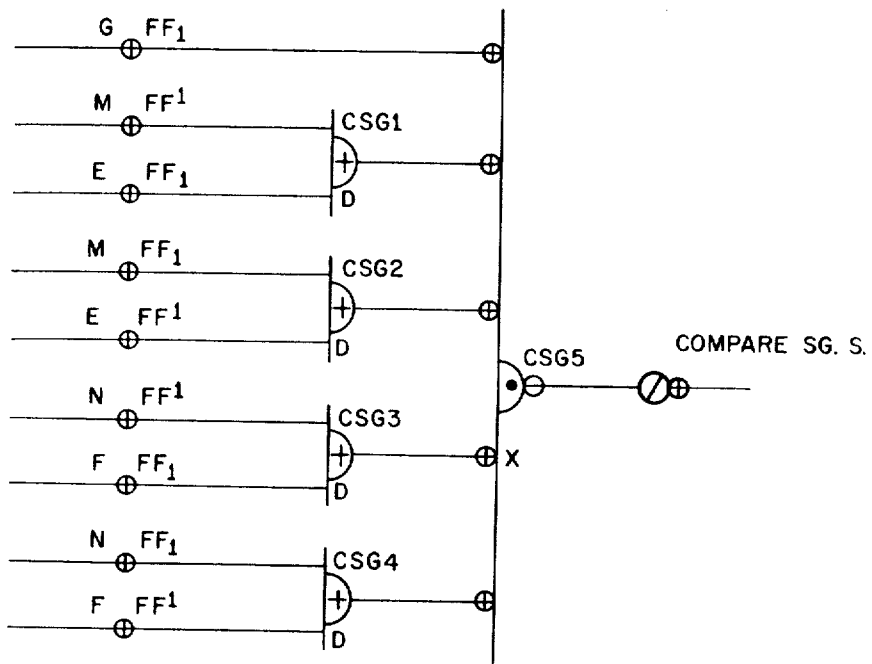 G FF₁
M FF¹
CSG1
E FF₁
D
M FF₁
CSG2
E FF¹
D
COMPARE SG. S.
CSG5
N FF¹
CSG3
X
F FF₁
D
N FF₁
CSG4
F FF¹
D